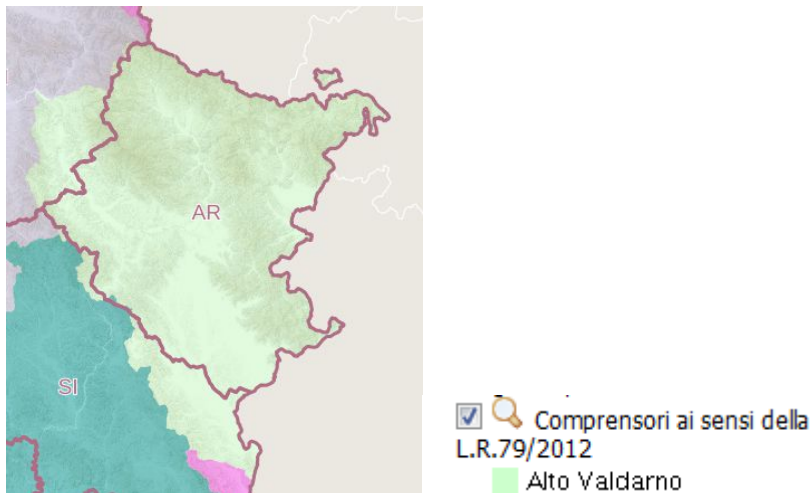 AR
SI
Comprensori ai sensi della
L.R.79/2012
Alto Valdarno